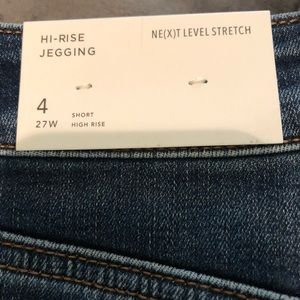 HI-RISE
JEGGING
NE(X)T LEVEL STRETCH
4
27W
SHORT
HIGH RISE